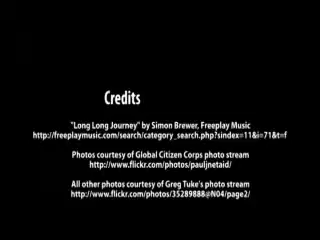 Credits
"Long Long Journey" by Simon Brewer, Freeplay Music
http://freeplaymusic.com/search/category_search.php?sindex=11&i=71&t=f
Photos courtesy of Global Citizen Corps photo stream
http://www.flickr.com/photos/pauljnetaid/
All other photos courtesy of Greg Tuke's photo stream
http://www.flickr.com/photos/35289888@N04/page2/